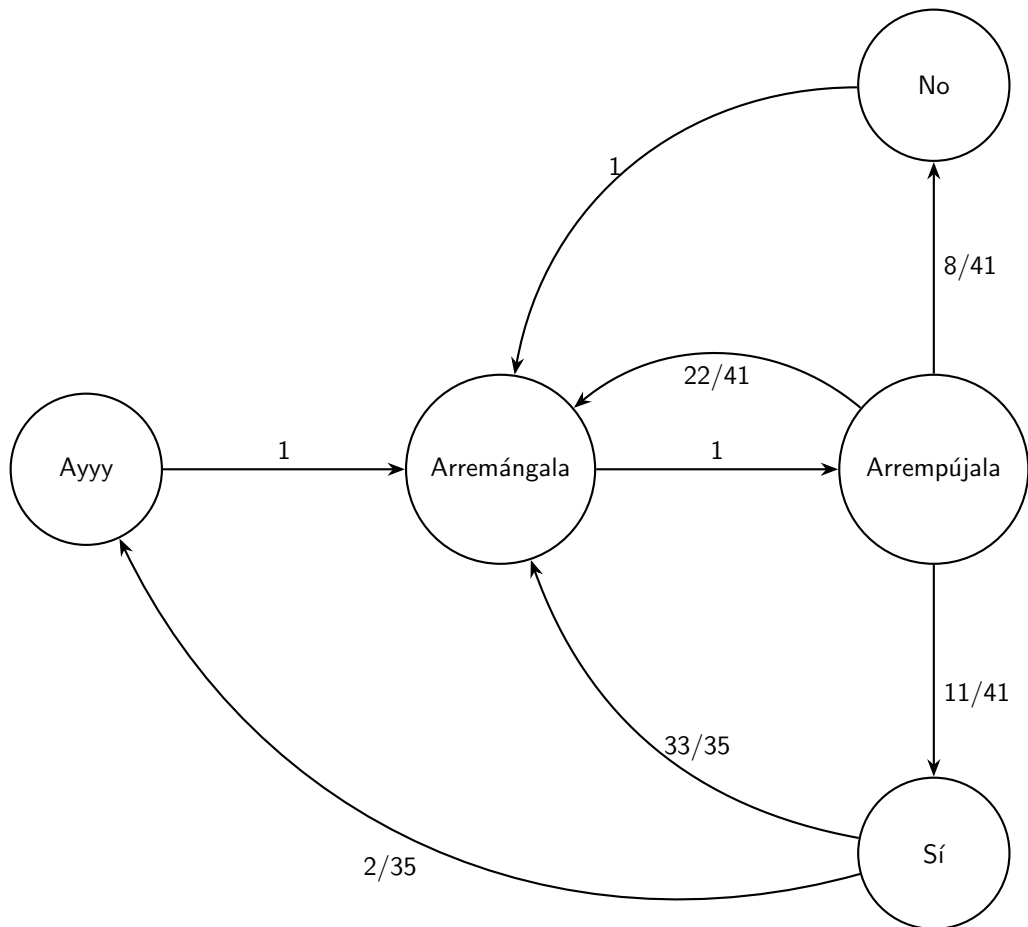 No
1
8/41
22/41
Ayyy
1
Arremángala
1
Arrempújala
11/41
33/35
Sí
2/35